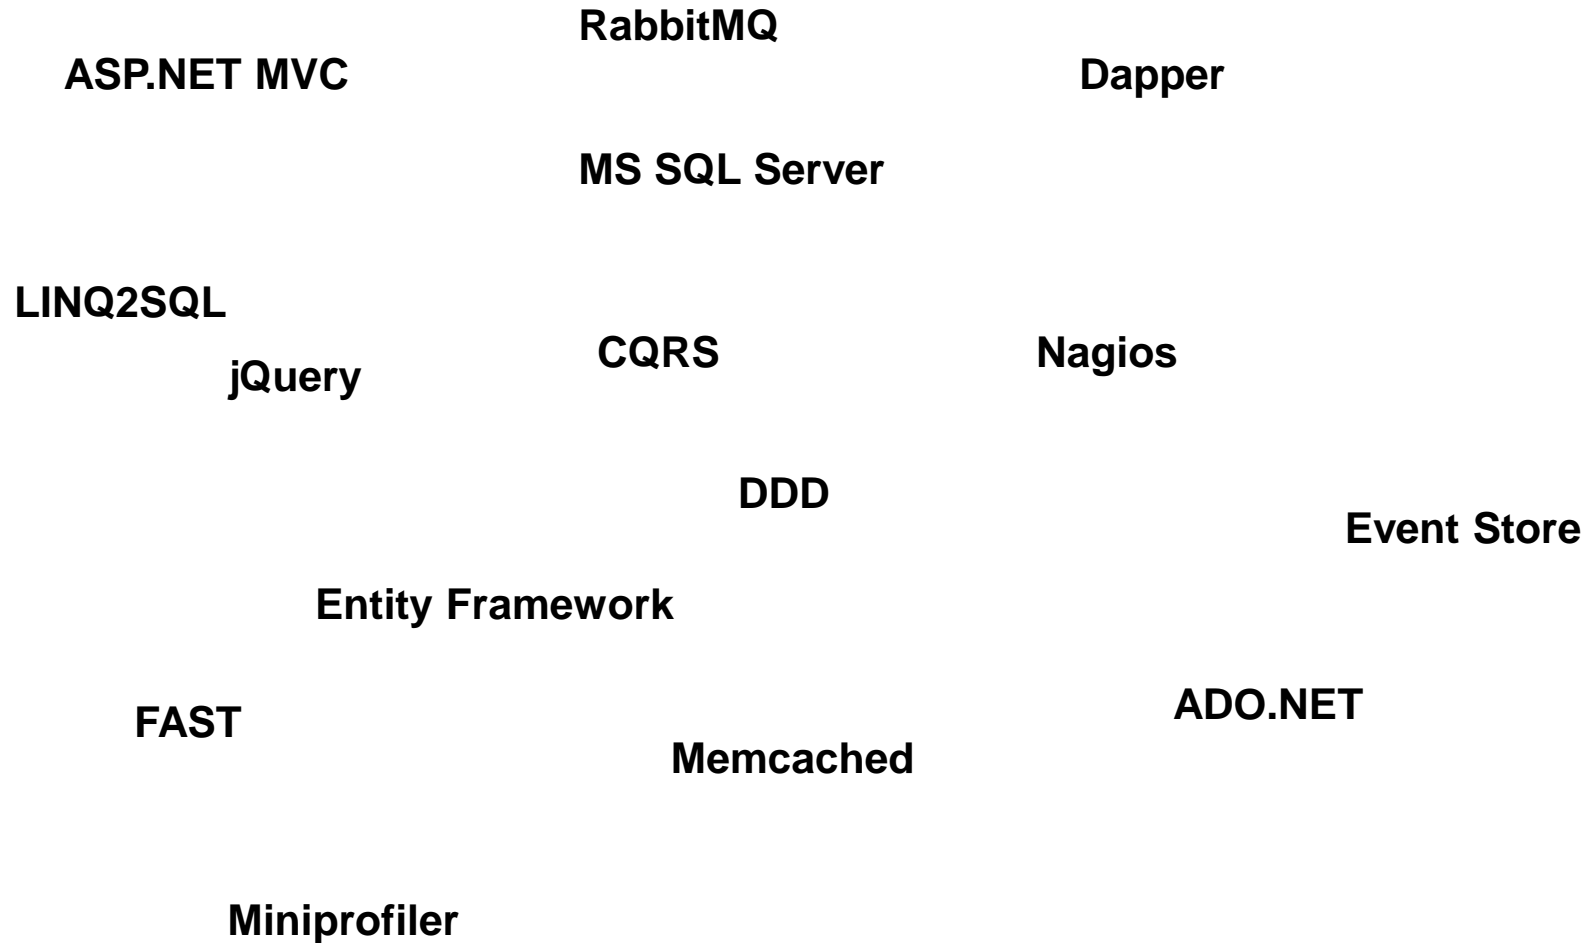 RabbitMQ
ASP.NET MVC
Dapper
MS SQL Server
LINQ2SQL
CQRS
Nagios
jQuery
DDD
Event Store
Entity Framework
ADO.NET
FAST
Memcached
Miniprofiler